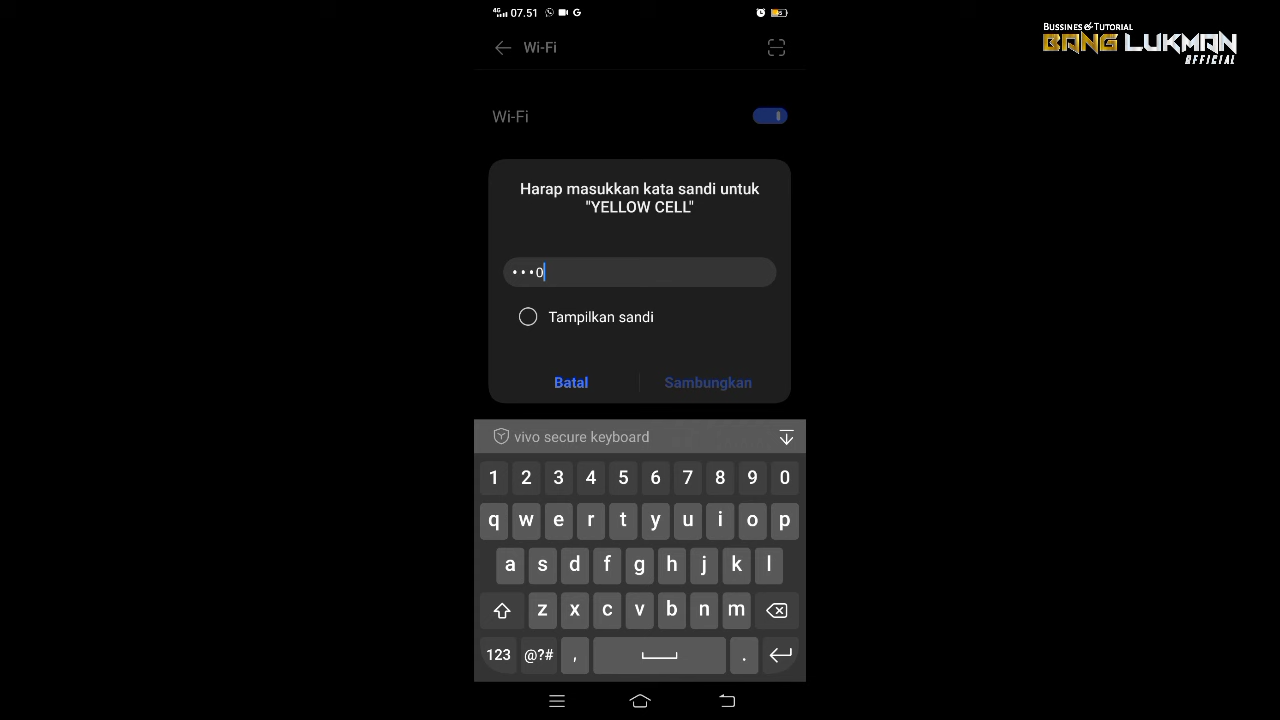 4G 07.51
BUSSINES & TUTORIAL
BANG LUKMAN
OFFICIAL
Wi-Fi
Wi-Fi
Harap masukkan kata sandi untuk
"YELLOW CELL"
•••0
Tampilkan sandi
Batal Sambungkan
vivo secure keyboard
1 2 3 4 5 6 7 8 9 0
q w e r t y u i o p
a s d f g h j k l
z x c v b n m
123 @?# , .